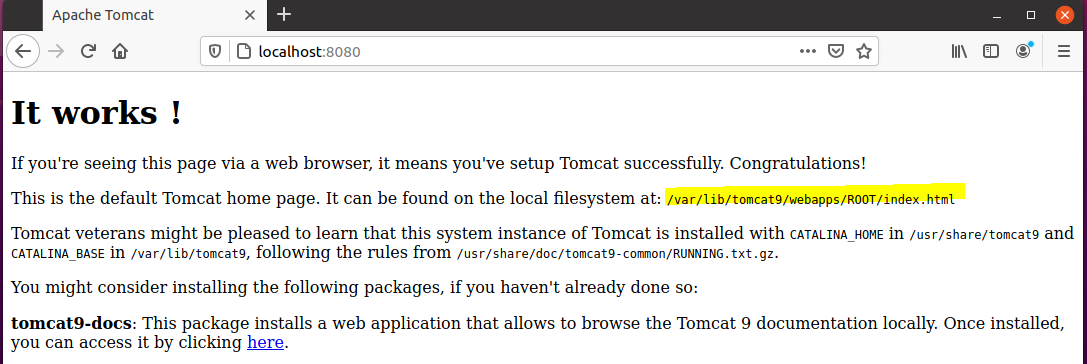 Apache Tomcat
localhost:8080
It works !
If you're seeing this page via a web browser, it means you've setup Tomcat successfully. Congratulations!
This is the default Tomcat home page. It can be found on the local filesystem at: /var/lib/tomcat9/webapps/ROOT/index.html
Tomcat veterans might be pleased to learn that this system instance of Tomcat is installed with CATALINA_HOME in /usr/share/tomcat9 and
CATALINA_BASE in /var/lib/tomcat9, following the rules from /usr/share/doc/tomcat9-common/RUNNING.txt.gz.
You might consider installing the following packages, if you haven't already done so:
tomcat9-docs: This package installs a web application that allows to browse the Tomcat 9 documentation locally. Once installed,
you can access it by clicking here.